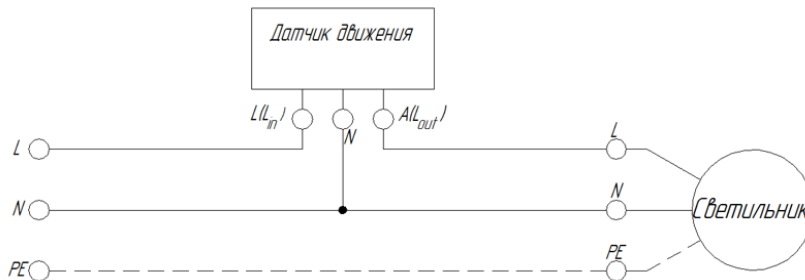 Датчик движения
L(Lin)
N
A(Lout)
L
L
N
N
Светильник
PE
PE